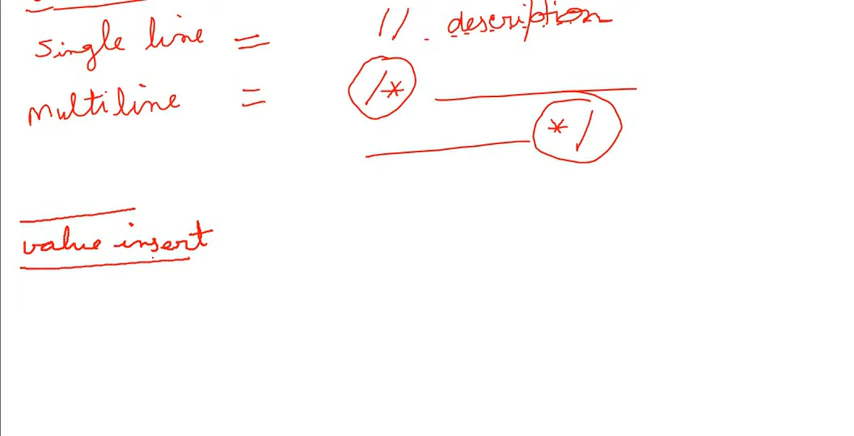 single line = // . description
multiline = /*
*/
value insert